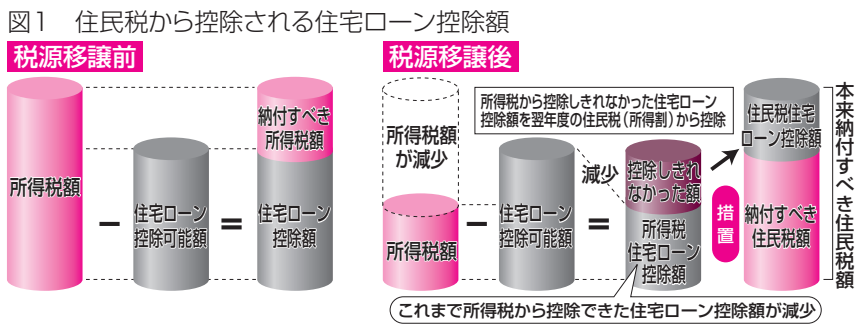 図1 住民税から控除される住宅ローン控除額
税源移譲前
所得税額
−
住宅ローン
控除可能額
=
納付すべき
所得税額
住宅ローン
控除額
税源移譲後
所得税額
が減少
所得税額
−
住宅ローン
控除可能額
=
減少
控除しきれ
なかった額
所得税
住宅ローン
控除額
所得税から控除しきれなかった住宅ローン
控除額を翌年度の住民税(所得割)から控除
措置
住民税住宅
ローン控除額
納付すべき
住民税額
本来納付すべき住民税額
これまで所得税から控除できた住宅ローン控除額が減少